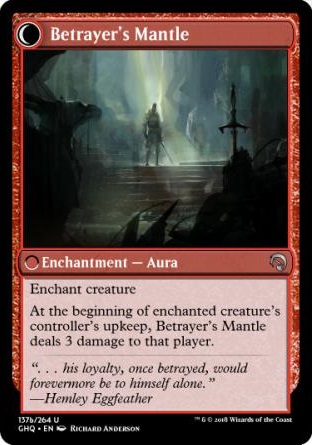 Betrayer's Mantle
Enchantment — Aura
Enchant creature
At the beginning of enchanted creature's
controller's upkeep, Betrayer's Mantle
deals 3 damage to that player.
“. . . his loyalty, once betrayed, would
forevermore be to himself alone.”
—Hemley Eggfeather
137b/264 U
GHQ • EN Richard Anderson
™ & © 2018 Wizards of the Coast